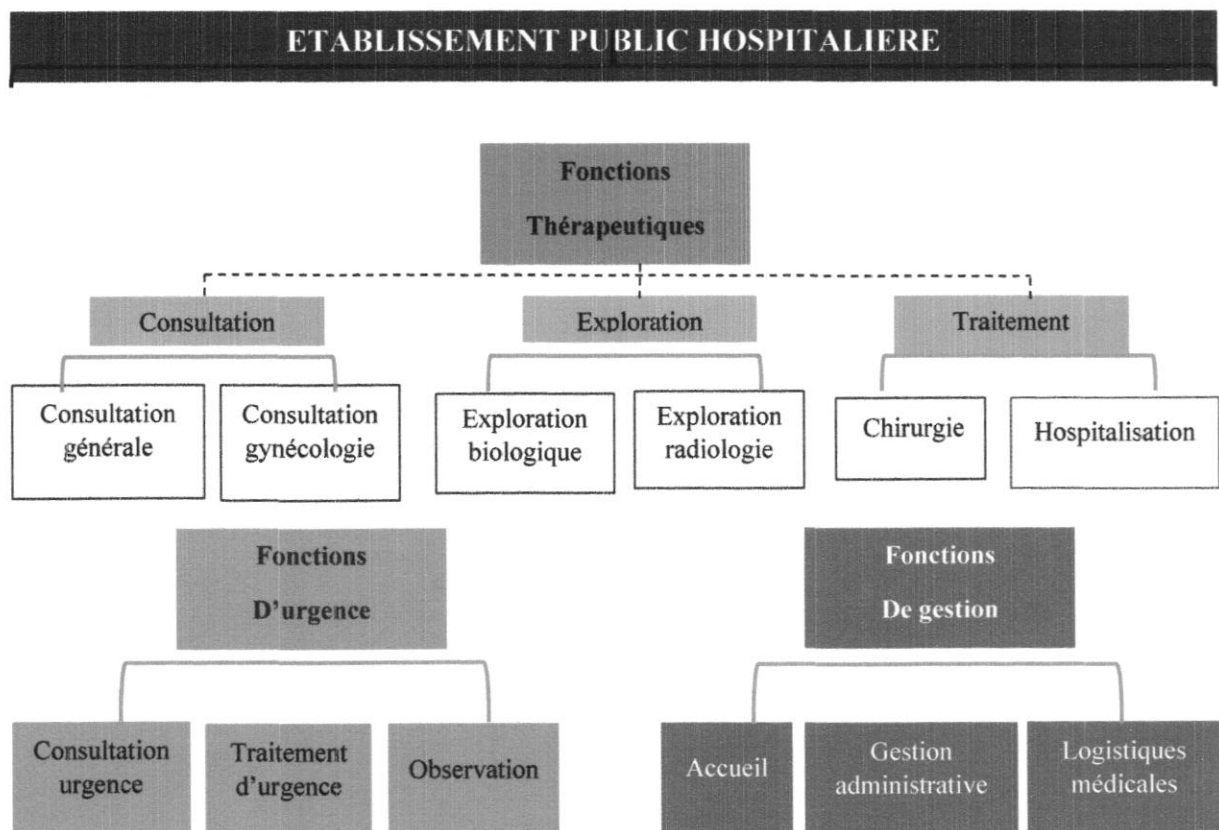 ETABLISSEMENT PUBLIC HOSPITALIERE
Fonctions
Thérapeutiques
Consultation
Exploration
Traitement
Consultation
générale
Consultation
gynécologie
Exploration
biologique
Exploration
radiologie
Chirurgie
Hospitalisation
Fonctions
D'urgence
Fonctions
De gestion
Consultation
urgence
Traitement
d'urgence
Observation
Accueil
Gestion
administrative
Logistiques
médicales